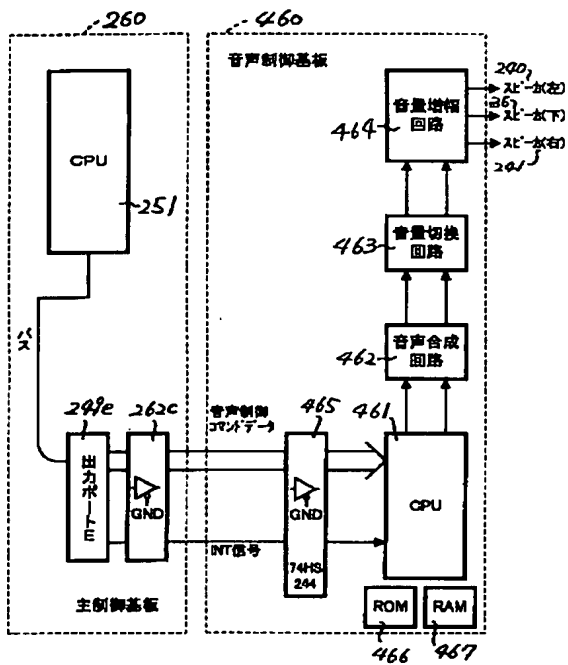 260
460
音声制御基板
240
スピーカ(左)
36
スピーカ(下)
スピーカ(右)
241
音量増幅
回路
464
CPU
251
音量切換
回路
463
バス
音声合成
回路
462
249e
262c
音声制御
コマンドデータ
465
461
出力ポートE
GND
GND
CPU
INT信号
74HS
244
主制御基板
ROM
RAM
466
467